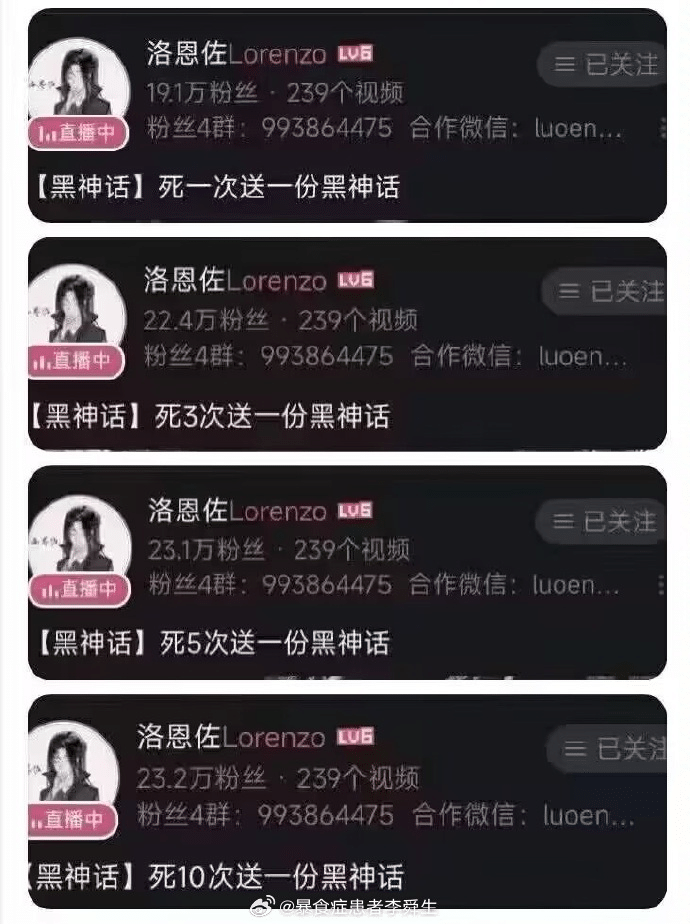 洛恩佐Lorenzo LV6
已关注
19.1万粉丝 · 239个视频
直播中
粉丝4群：993864475 合作微信：luoen...
【黑神话】死一次送一份黑神话
洛恩佐Lorenzo LV6
已关注
22.4万粉丝 · 239个视频
直播中
粉丝4群：993864475 合作微信：luoen...
【黑神话】死3次送一份黑神话
洛恩佐Lorenzo LV6
已关注
23.1万粉丝 · 239个视频
直播中
粉丝4群：993864475 合作微信：luoen...
【黑神话】死5次送一份黑神话
洛恩佐Lorenzo LV6
已关注
23.2万粉丝 · 239个视频
直播中
粉丝4群：993864475 合作微信：luoen...
【黑神话】死10次送一份黑神话
@暴食症患者李舜生